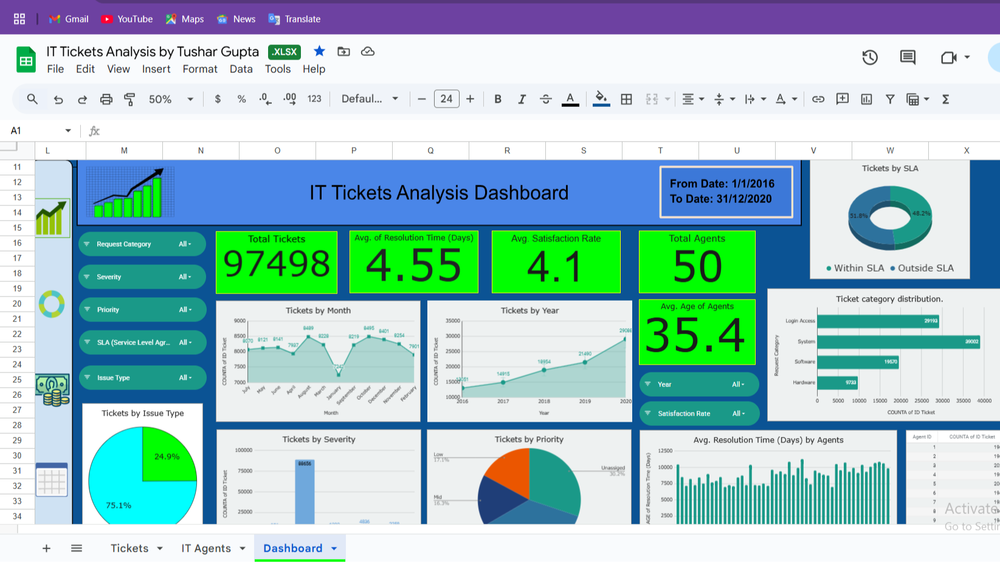 Gmail YouTube Maps News Translate
IT Tickets Analysis by Tushar Gupta .XLSX
File Edit View Insert Format Data Tools Help
50% $ % .0 .00 123 Defaul... 24 B I A
A1 fx
L M N O P Q R S T U V W X
11
12
13
14
15
16
17
18
19
20
21
22
23
24
25
26
27
28
29
30
31
32
33
34
IT Tickets Analysis Dashboard
From Date: 1/1/2016
To Date: 31/12/2020
Tickets by SLA
51.8% 48.2%
Within SLA Outside SLA
Request Category All
Severity All
Priority All
SLA (Service Level Agr... All
Issue Type All
Total Tickets
97498
Avg. of Resolution Time (Days)
4.55
Avg. Satisfaction Rate
4.1
Total Agents
50
Avg. Age of Agents
35.4
Year All
Satisfaction Rate All
Tickets by Month
COUNTA of ID Ticket
9000
8500
8000
7500
7000
8070 8121 8141 7937 8489 8228 7242 8219 8495 8401 8254 7901
July May June April August March January September October December November February
Month
Tickets by Year
COUNTA of ID Ticket
35000
30000
25000
20000
15000
10000
14915 18954 21490
2016 2017 2018 2019 2020
Year
Ticket category distribution.
Request Category
Login Access 29193
System 39002
Software 19570
Hardware 9733
0 5000 10000 15000 20000 25000 30000 35000 40000
COUNTA of ID Ticket
Tickets by Issue Type
24.9%
75.1%
Tickets by Severity
COUNTA of ID Ticket
100000
75000
50000
25000
88656
4836
Tickets by Priority
Low
17.1%
Unassiged
30.2%
Mid
16.3%
Avg. Resolution Time (Days) by Agents
AGE of Resolution Time (Days)
12500
10000
7500
5000
2500
Agent ID COUNTA of ID Ticket
1
2
3
4
5
6
7
8
9
Activate
Go to Settin
Tickets IT Agents Dashboard